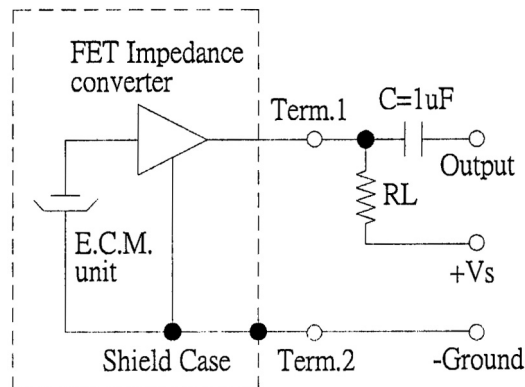 FET Impedance
converter
Term.1
C=1uF
Output
RL
+Vs
E.C.M.
unit
Shield Case
Term.2
-Ground